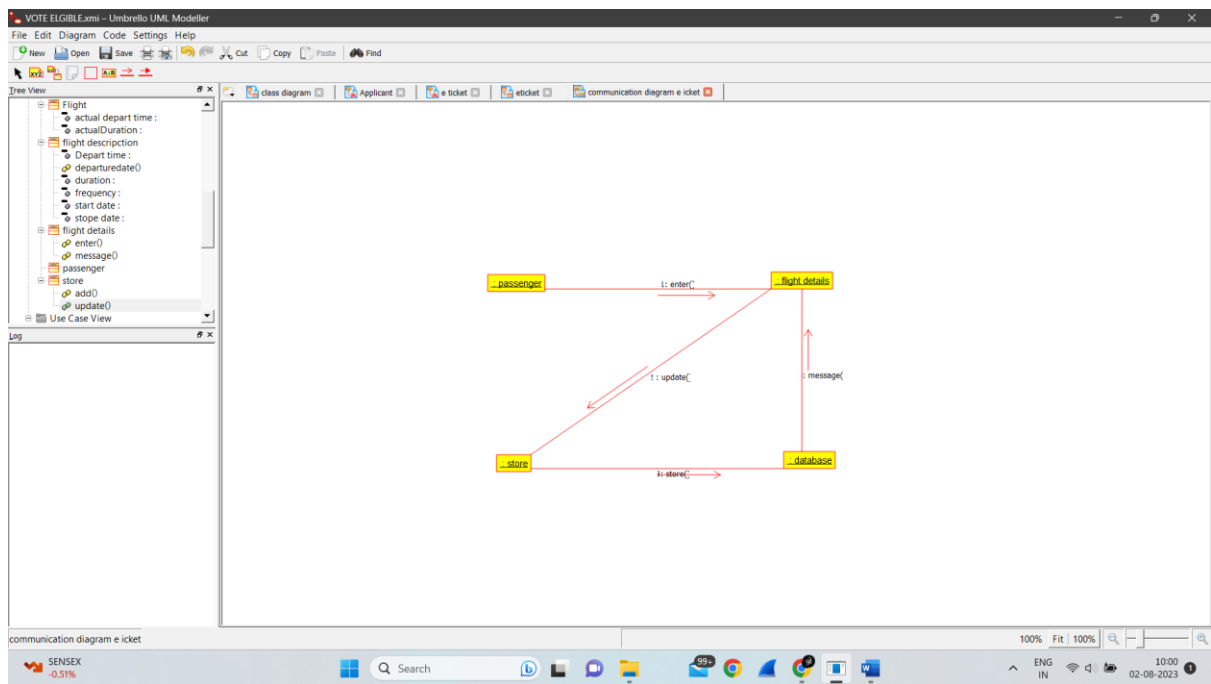 VOTE ELGIBLE.xmi – Umbrello UML Modeller
File Edit Diagram Code Settings Help
New Open Save Cut Copy Paste Find
Tree View
class diagram Applicant e ticket eticket communication diagram e icket
Flight
actual depart time :
actualDuration :
flight descripction
Depart time :
departuredate()
duration :
frequency :
start date :
stope date :
flight details
enter()
message()
passenger
store
add()
update()
Use Case View
Log
: passenger
: enter(
: flight details
: update(
: message(
: store
: store(
: database
communication diagram e icket
100% Fit 100%
SENSEX
-0.51%
Search
99+
ENG
IN
10:00
02-08-2023
1